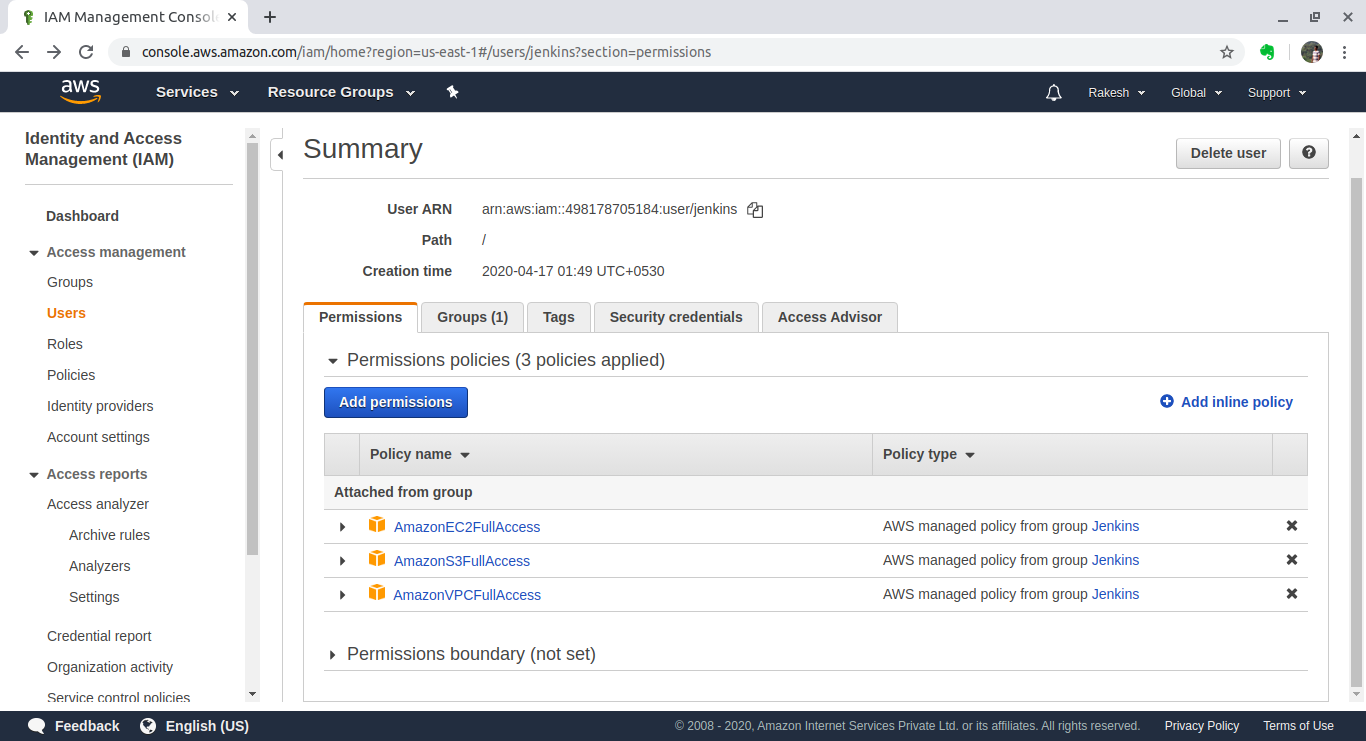 IAM Management Consol
console.aws.amazon.com/iam/home?region=us-east-1#/users/jenkins?section=permissions
aws
Services
Resource Groups
Rakesh
Global
Support
Identity and Access
Management (IAM)
Dashboard
Access management
Groups
Users
Roles
Policies
Identity providers
Account settings
Access reports
Access analyzer
Archive rules
Analyzers
Settings
Credential report
Organization activity
Service control policies
Summary
Delete user
User ARN arn:aws:iam::498178705184:user/jenkins
Path /
Creation time 2020-04-17 01:49 UTC+0530
Permissions Groups (1) Tags Security credentials Access Advisor
Permissions policies (3 policies applied)
Add permissions Add inline policy
Policy name Policy type
Attached from group
AmazonEC2FullAccess AWS managed policy from group Jenkins
AmazonS3FullAccess AWS managed policy from group Jenkins
AmazonVPCFullAccess AWS managed policy from group Jenkins
Permissions boundary (not set)
Feedback English (US) © 2008 - 2020, Amazon Internet Services Private Ltd. or its affiliates. All rights reserved. Privacy Policy Terms of Use